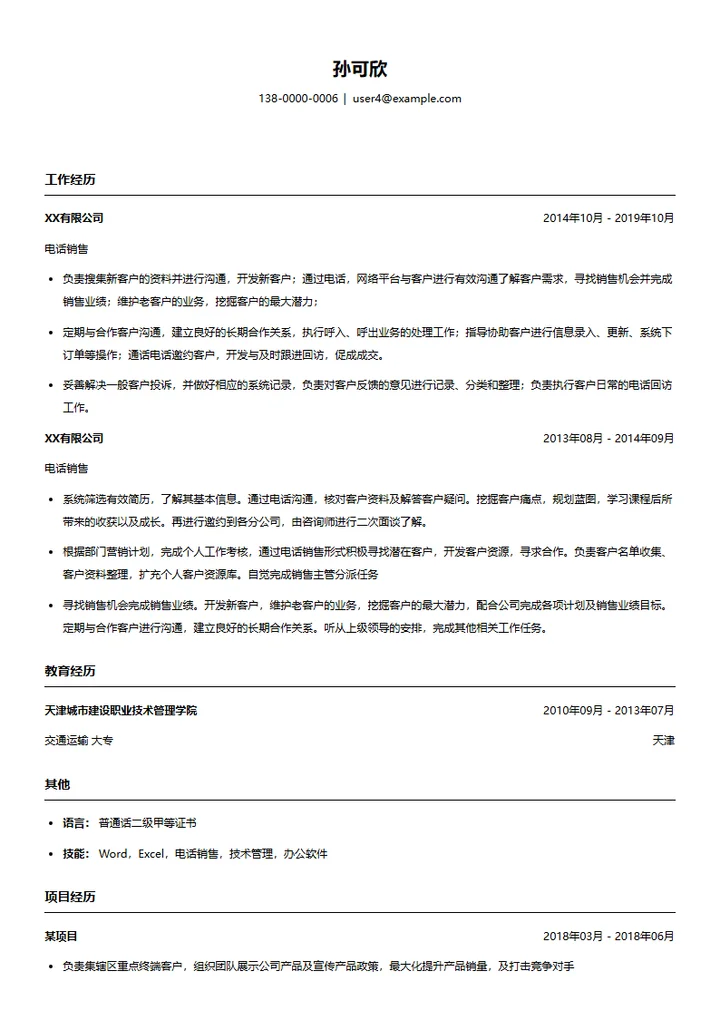 孙可欣
138-0000-0006 | user4@example.com
工作经历
XX有限公司 2014年10月 - 2019年10月
电话销售
• 负责搜集新客户的资料并进行沟通，开发新客户；通过电话，网络平台与客户进行有效沟通了解客户需求，寻找销售机会并完成
销售业绩；维护老客户的业务，挖掘客户的最大潜力；
• 定期与合作客户沟通，建立良好的长期合作关系，执行呼入、呼出业务的处理工作；指导协助客户进行信息录入、更新、系统下
订单等操作；通话电话邀约客户，开发与及时跟进回访，促成成交。
• 妥善解决一般客户投诉，并做好相应的系统记录，负责对客户反馈的意见进行记录、分类和整理；负责执行客户日常的电话回访
工作。
XX有限公司 2013年08月 - 2014年09月
电话销售
• 系统筛选有效简历，了解其基本信息。通过电话沟通，核对客户资料及解答客户疑问。挖掘客户痛点，规划蓝图，学习课程后所
带来的收获以及成长。再进行邀约到各分公司，由咨询师进行二次面谈了解。
• 根据部门营销计划，完成个人工作考核，通过电话销售形式积极寻找潜在客户，开发客户资源，寻求合作。负责客户名单收集、
客户资料整理，扩充个人客户资源库。自觉完成销售主管分派任务
• 寻找销售机会完成销售业绩。开发新客户，维护老客户的业务，挖掘客户的最大潜力，配合公司完成各项计划及销售业绩目标。
定期与合作客户进行沟通，建立良好的长期合作关系。听从上级领导的安排，完成其他相关工作任务。
教育经历
天津城市建设职业技术管理学院 2010年09月 - 2013年07月
交通运输 大专 天津
其他
• 语言： 普通话二级甲等证书
• 技能： Word，Excel，电话销售，技术管理，办公软件
项目经历
某项目 2018年03月 - 2018年06月
• 负责集辖区重点终端客户，组织团队展示公司产品及宣传产品政策，最大化提升产品销量，及打击竞争对手